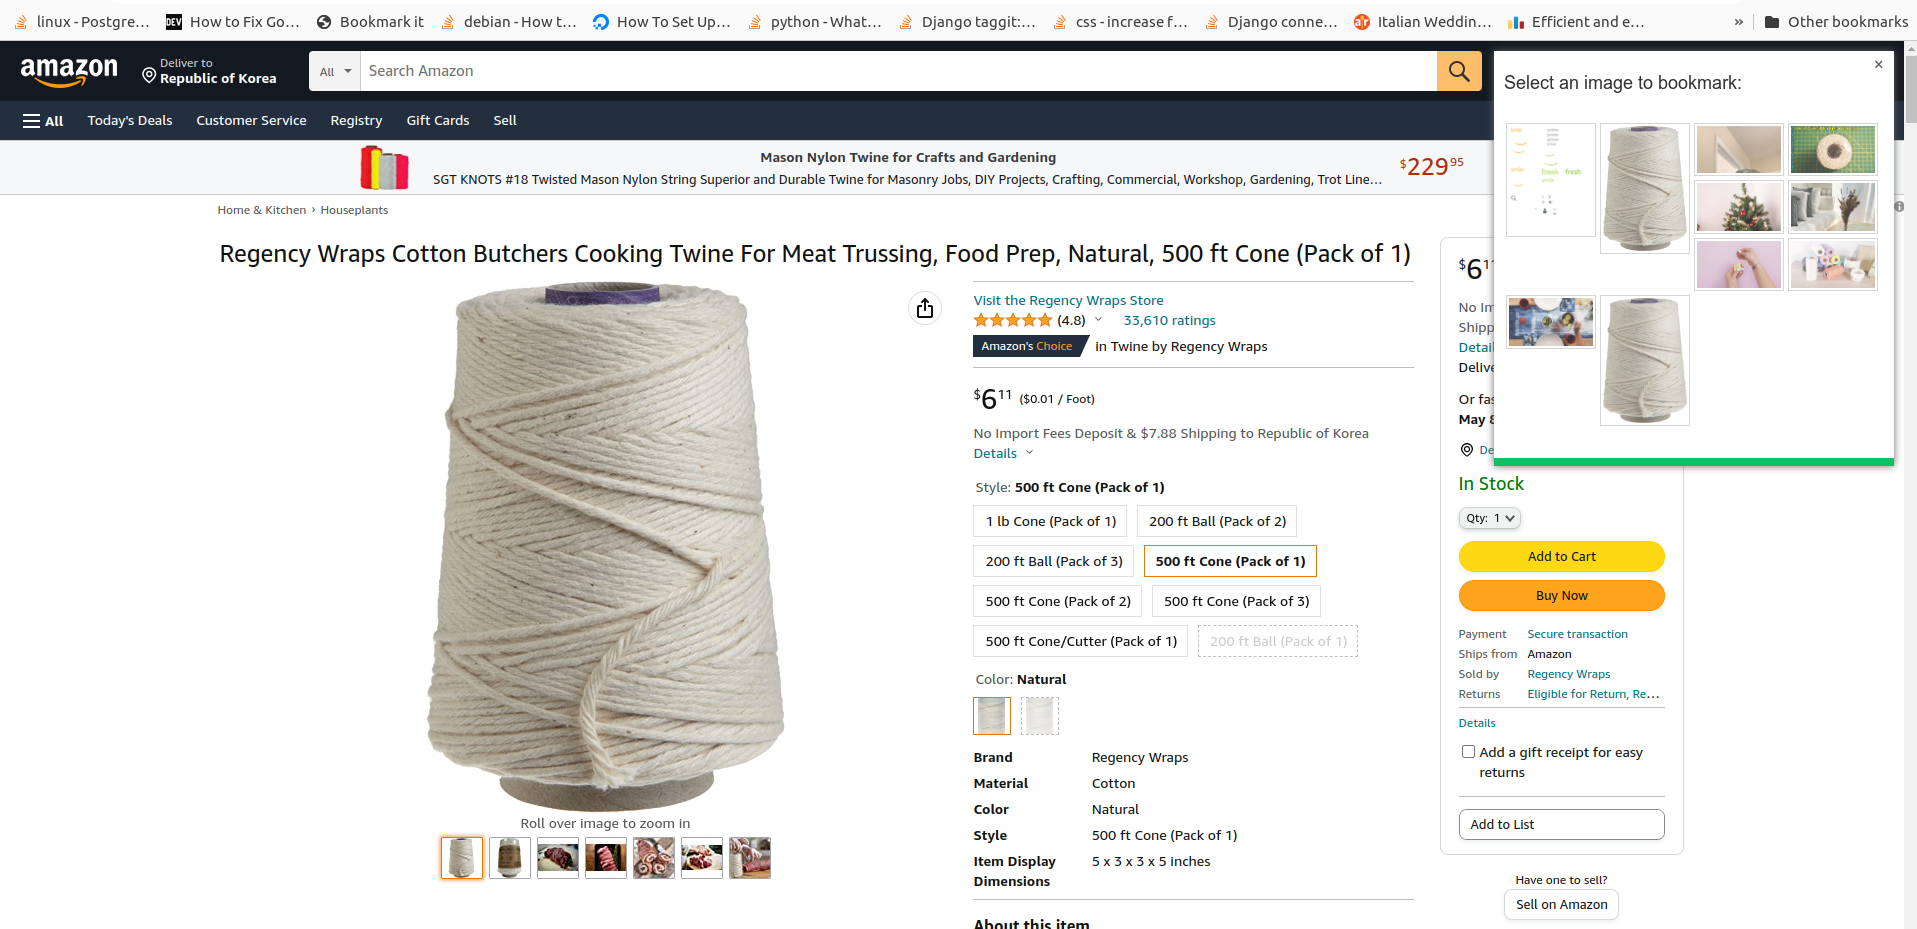 linux - Postgre...
DEV How to Fix Go...
Bookmark it
debian - How t...
How To Set Up...
python - What...
Django taggit:...
css - increase f...
Django conne...
Italian Weddin...
Efficient and e...
» Other bookmarks
amazon
Deliver to
Republic of Korea
All
Search Amazon
All
Today's Deals
Customer Service
Registry
Gift Cards
Sell
Select an image to bookmark:
×
Mason Nylon Twine for Crafts and Gardening
SGT KNOTS #18 Twisted Mason Nylon String Superior and Durable Twine for Masonry Jobs, DIY Projects, Crafting, Commercial, Workshop, Gardening, Trot Line...
$229 95
Home & Kitchen › Houseplants
Regency Wraps Cotton Butchers Cooking Twine For Meat Trussing, Food Prep, Natural, 500 ft Cone (Pack of 1)
Roll over image to zoom in
Visit the Regency Wraps Store
(4.8) 33,610 ratings
Amazon's Choice in Twine by Regency Wraps
$6 11 ($0.01 / Foot)
No Import Fees Deposit & $7.88 Shipping to Republic of Korea
Details
Style: 500 ft Cone (Pack of 1)
1 lb Cone (Pack of 1)
200 ft Ball (Pack of 2)
200 ft Ball (Pack of 3)
500 ft Cone (Pack of 1)
500 ft Cone (Pack of 2)
500 ft Cone (Pack of 3)
500 ft Cone/Cutter (Pack of 1)
200 ft Ball (Pack of 1)
Color: Natural
Brand Regency Wraps
Material Cotton
Color Natural
Style 500 ft Cone (Pack of 1)
Item Display Dimensions 5 x 3 x 3 x 5 inches
About this item
$6 11
No Im
Shipp
Detail
Delive
Or fas
May 8
De
In Stock
Qty: 1
Add to Cart
Buy Now
Payment Secure transaction
Ships from Amazon
Sold by Regency Wraps
Returns Eligible for Return, Re...
Details
Add a gift receipt for easy
returns
Add to List
Have one to sell?
Sell on Amazon